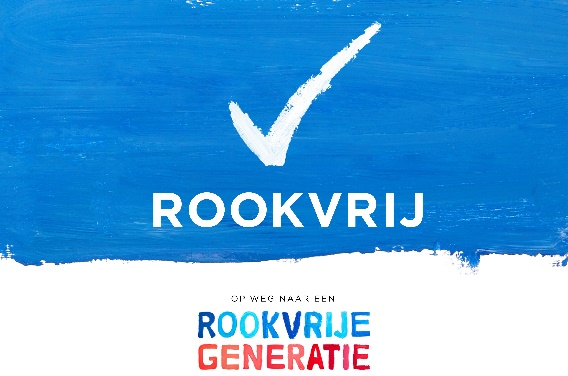 ROOKVRIJ
OP WEG NAAR EEN
ROOKVRIJE
GENERATIE